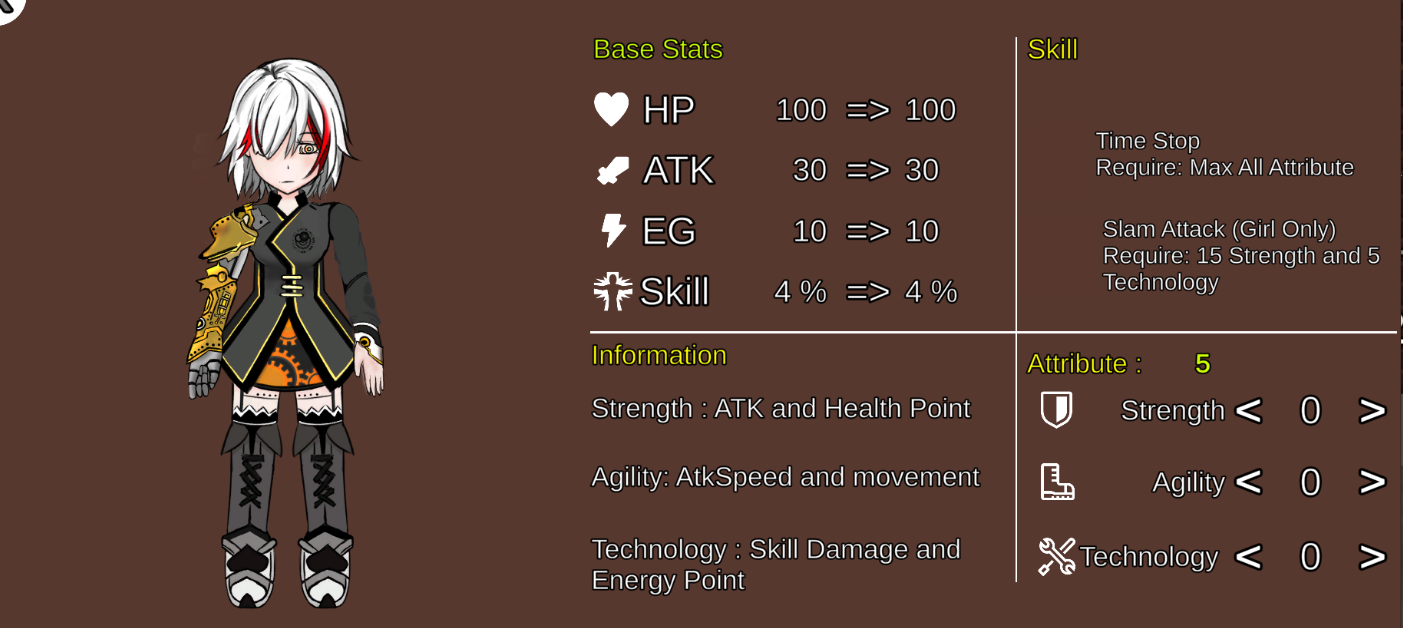 Base Stats
HP 100 => 100
ATK 30 => 30
EG 10 => 10
Skill 4 % => 4 %
Skill
Time Stop
Require: Max All Attribute
Slam Attack (Girl Only)
Require: 15 Strength and 5
Technology
Information
Strength : ATK and Health Point
Agility: AtkSpeed and movement
Technology : Skill Damage and
Energy Point
Attribute : 5
Strength < 0 >
Agility < 0 >
Technology < 0 >